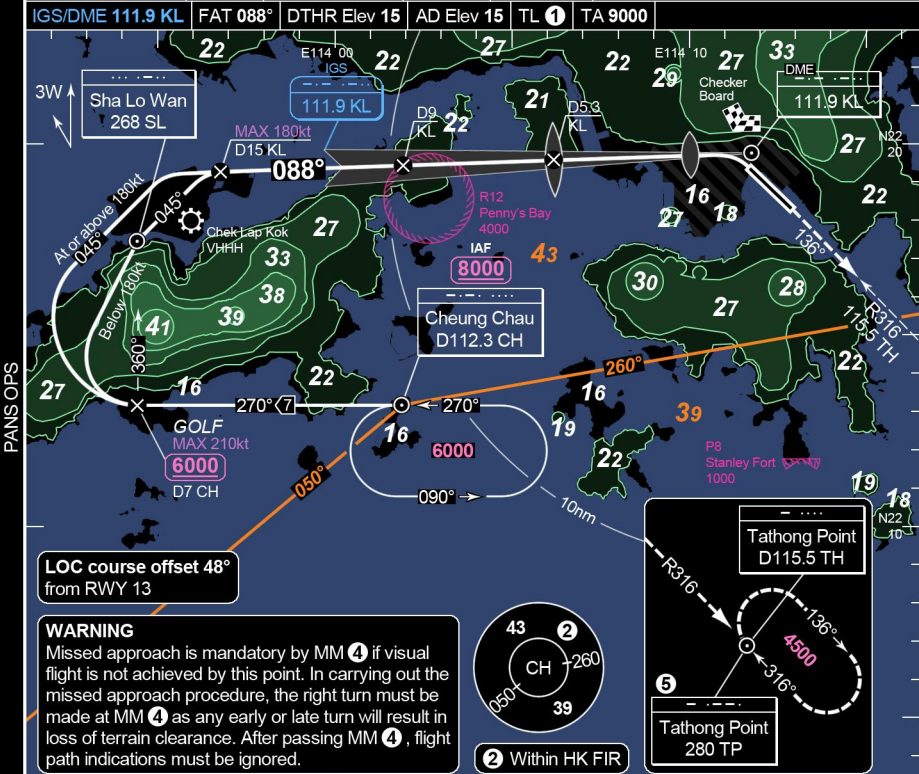 IGS/DME 111.9 KL
FAT 088°
DTHR Elev 15
AD Elev 15
TL 1
TA 9000
22
E114 00
22
27
22
E114 10
27
33
29
IGS
111.9 KL
3W
Sha Lo Wan
268 SL
MAX 180kt
D15 KL
D9
KL
22
21
D5.3
KL
Checker
Board
DME
111.9 KL
N22
20
27
22
088°
045°
At or above 180kt
045°
Chek Lap Kok
VHHH
27
33
38
39
41
Below 180kt
360°
R12
Penny's Bay
4000
IAF
8000
43
16
27
18
136°
R316
115.5 TH
30
27
28
Cheung Chau
D112.3 CH
260°
22
27
16
22
270° 7
270°
16
16
19
39
GOLF
MAX 210kt
6000
D7 CH
6000
090°
050°
10nm
22
P8
Stanley Fort
1000
19
18
N22
10
PANS OPS
LOC course offset 48°
from RWY 13
WARNING
Missed approach is mandatory by MM 4 if visual
flight is not achieved by this point. In carrying out the
missed approach procedure, the right turn must be
made at MM 4 as any early or late turn will result in
loss of terrain clearance. After passing MM 4, flight
path indications must be ignored.
43
2
CH
260
050
39
2 Within HK FIR
Tathong Point
D115.5 TH
R316
136°
4500
316°
5
Tathong Point
280 TP